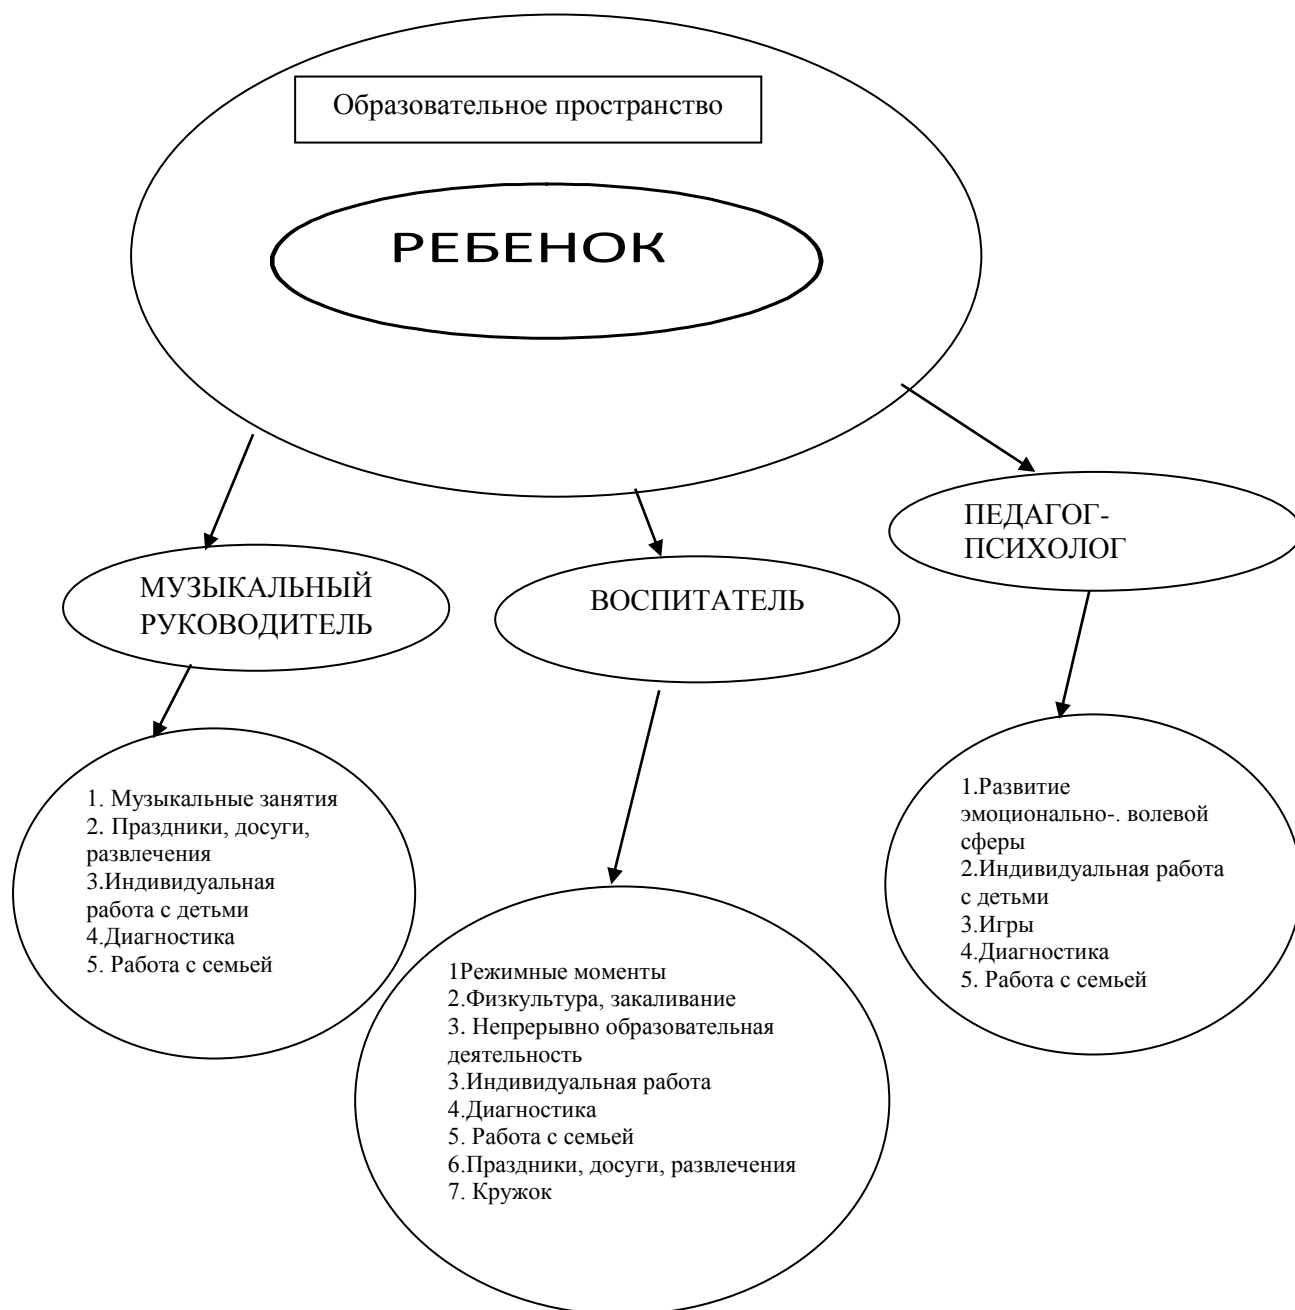 Образовательное пространство
РЕБЕНОК
МУЗЫКАЛЬНЫЙ
РУКОВОДИТЕЛЬ
ВОСПИТАТЕЛЬ
ПЕДАГОГ-
ПСИХОЛОГ
1. Музыкальные занятия
2. Праздники, досуги,
развлечения
3.Индивидуальная
работа с детьми
4.Диагностика
5. Работа с семьей
1Режимные моменты
2.Физкультура, закаливание
3. Непрерывно образовательная
деятельность
3.Индивидуальная работа
4.Диагностика
5. Работа с семьей
6.Праздники, досуги, развлечения
7. Кружок
1.Развитие
эмоционально-. волевой
сферы
2.Индивидуальная работа
с детьми
3.Игры
4.Диагностика
5. Работа с семьей